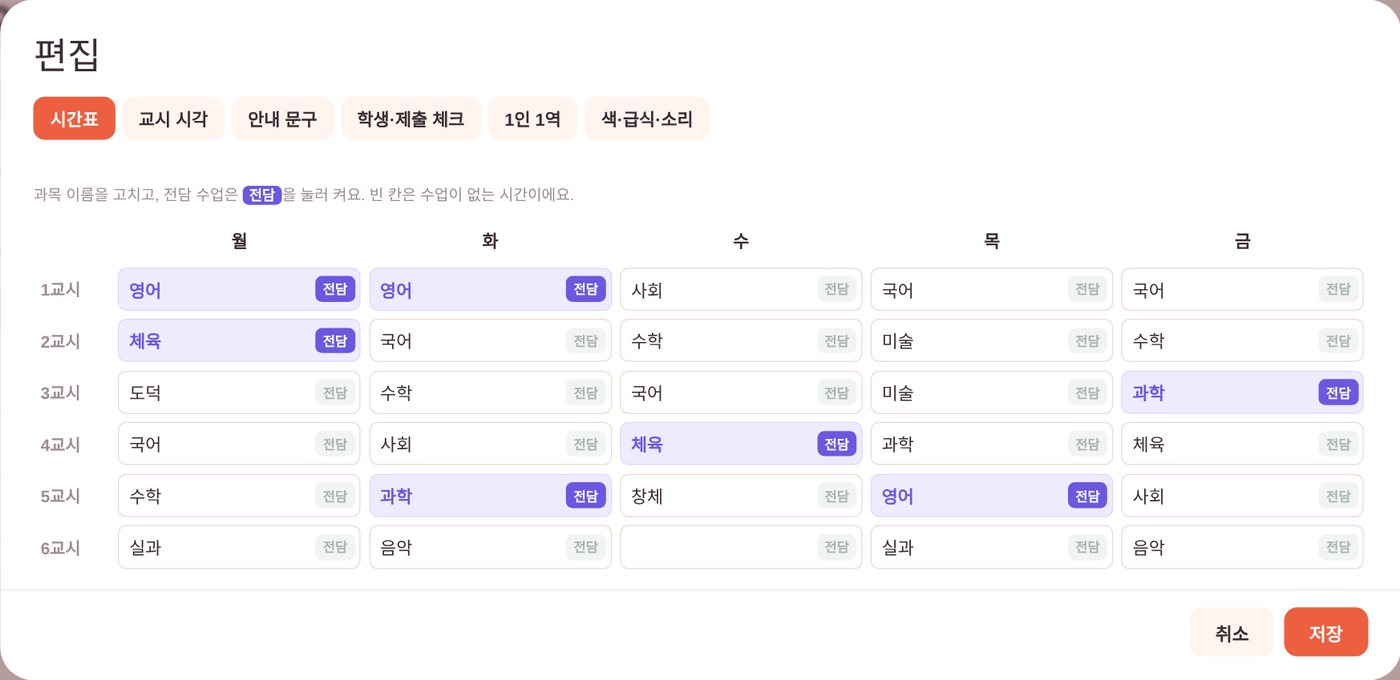 편집
시간표 교시 시각 안내 문구 학생·제출 체크 1인 1역 색·급식·소리
과목 이름을 고치고, 전담 수업은 전담을 눌러 켜요. 빈 칸은 수업이 없는 시간이에요.
월 화 수 목 금
1교시 영어 전담 영어 전담 사회 전담 국어 전담 국어 전담
2교시 체육 전담 국어 전담 수학 전담 미술 전담 수학 전담
3교시 도덕 전담 수학 전담 국어 전담 미술 전담 과학 전담
4교시 국어 전담 사회 전담 체육 전담 과학 전담 체육 전담
5교시 수학 전담 과학 전담 창체 전담 영어 전담 사회 전담
6교시 실과 전담 음악 전담 전담 실과 전담 음악 전담
취소 저장